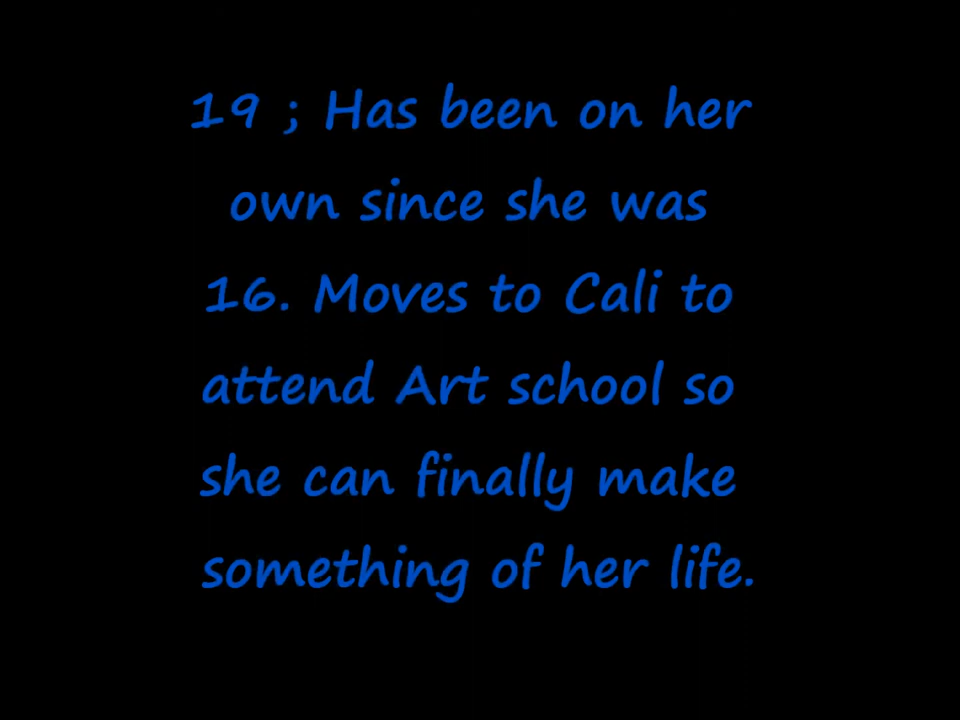 19 ; Has been on her
own since she was
16. Moves to Cali to
attend Art school so
she can finally make
something of her life.